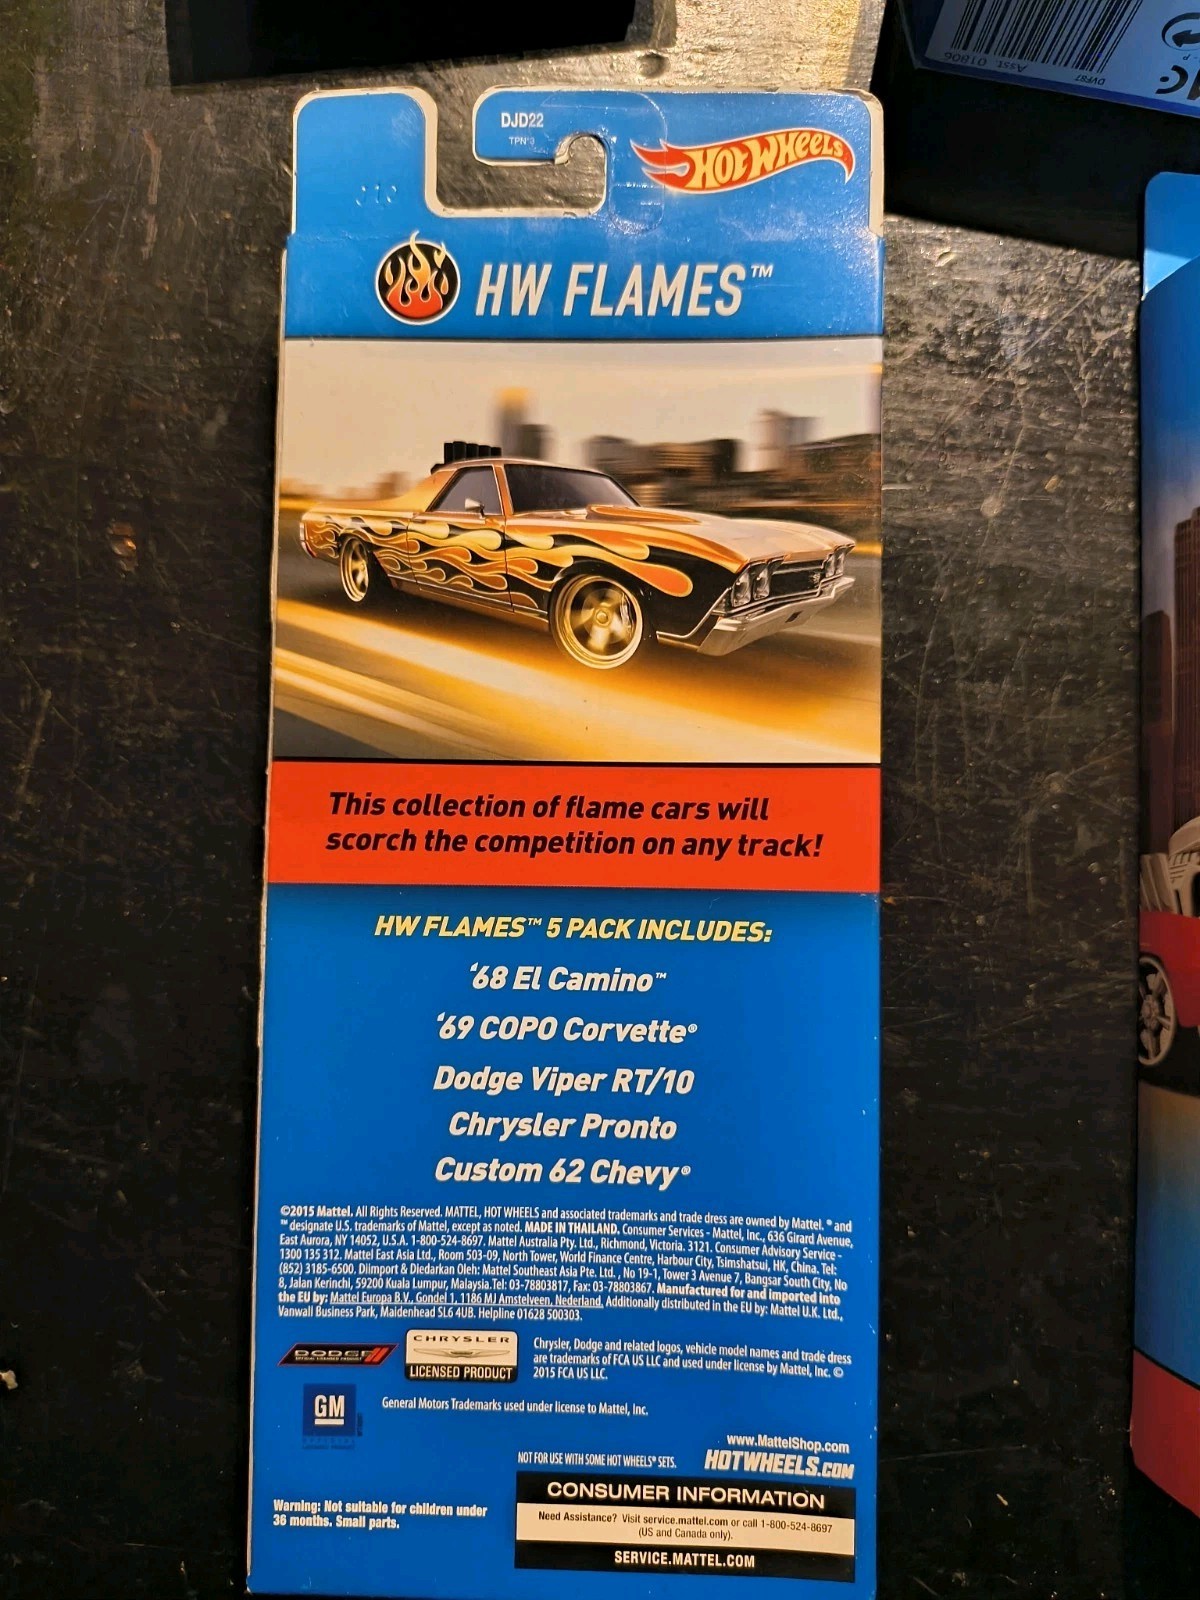 DJD22
HOT WHEELS
HW FLAMES™
This collection of flame cars will
scorch the competition on any track!
HW FLAMES™ 5 PACK INCLUDES:
'68 El Camino™
'69 COPO Corvette®
Dodge Viper RT/10
Chrysler Pronto
Custom 62 Chevy®
©2015 Mattel. All Rights Reserved. MATTEL, HOT WHEELS and associated trademarks and trade dress are owned by Mattel. ® and
™ designate U.S. trademarks of Mattel, except as noted. MADE IN THAILAND. Consumer Services - Mattel, Inc., 636 Girard Avenue,
East Aurora, NY 14052, U.S.A. 1-800-524-8697. Mattel Australia Pty. Ltd., Richmond, Victoria. 3121. Consumer Advisory Service -
1300 135 312. Mattel East Asia Ltd., Room 503-09, North Tower, World Finance Centre, Harbour City, Tsimshatsui, HK, China. Tel:
(852) 3185-6500. Diimport & Diedarkan Oleh: Mattel Southeast Asia Pte. Ltd., No 19-1, Tower 3 Avenue 7, Bangsar South City, No
8, Jalan Kerinchi, 59200 Kuala Lumpur, Malaysia.Tel: 03-78803817, Fax: 03-78803867. Manufactured for and imported into
the EU by: Mattel Europa B.V., Gondel 1, 1186 MJ Amstelveen, Nederland. Additionally distributed in the EU by: Mattel U.K. Ltd.,
Vanwall Business Park, Maidenhead SL6 4UB. Helpline 01628 500303.
DODGE
CHRYSLER
LICENSED PRODUCT
Chrysler, Dodge and related logos, vehicle model names and trade dress
are trademarks of FCA US LLC and used under license by Mattel, Inc. ©
2015 FCA US LLC.
GM
General Motors Trademarks used under license to Mattel, Inc.
www.MattelShop.com
NOT FOR USE WITH SOME HOT WHEELS® SETS.
HOTWHEELS.COM
Warning: Not suitable for children under
36 months. Small parts.
CONSUMER INFORMATION
Need Assistance? Visit service.mattel.com or call 1-800-524-8697
(US and Canada only).
SERVICE.MATTEL.COM
Asst. 01806
DVF87